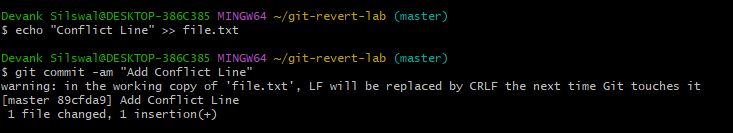 Devank Silswal@DESKTOP-386C385 MINGW64 ~/git-revert-lab (master)
$ echo "Conflict Line" >> file.txt
Devank Silswal@DESKTOP-386C385 MINGW64 ~/git-revert-lab (master)
$ git commit -am "Add Conflict Line"
warning: in the working copy of 'file.txt', LF will be replaced by CRLF the next time Git touches it
[master 89cfda9] Add Conflict Line
 1 file changed, 1 insertion(+)